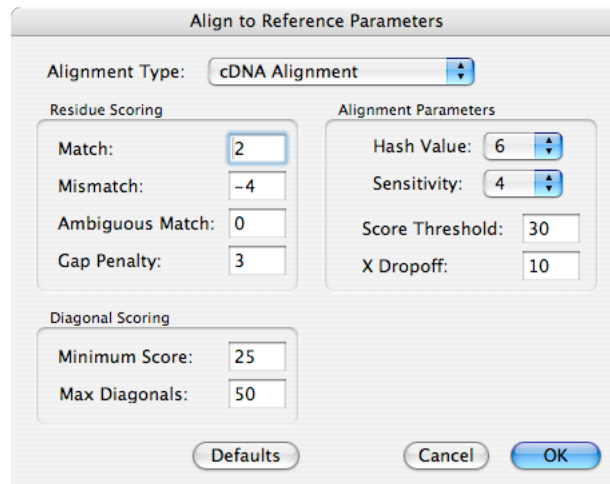 Align to Reference Parameters
Alignment Type: cDNA Alignment
Residue Scoring
Match: 2
Mismatch: -4
Ambiguous Match: 0
Gap Penalty: 3
Alignment Parameters
Hash Value: 6
Sensitivity: 4
Score Threshold: 30
X Dropoff: 10
Diagonal Scoring
Minimum Score: 25
Max Diagonals: 50
Defaults Cancel OK